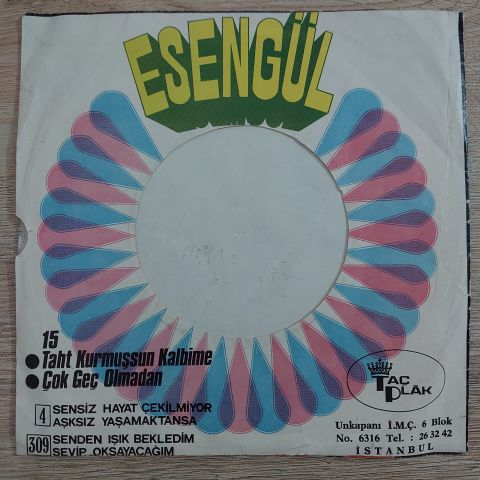 ESENGÜL
15
Taht Kurmuşsun Kalbime
Çok Geç Olmadan
4 SENSİZ HAYAT ÇEKİLMİYOR
AŞKSIZ YAŞAMAKTANSA
309 SENDEN IŞIK BEKLEDİM
SEVİP OKŞAYACAĞIM
TAÇ
PLAK
Unkapanı İ.M.Ç. 6 Blok
No. 6316 Tel. : 26 32 42
İSTANBUL